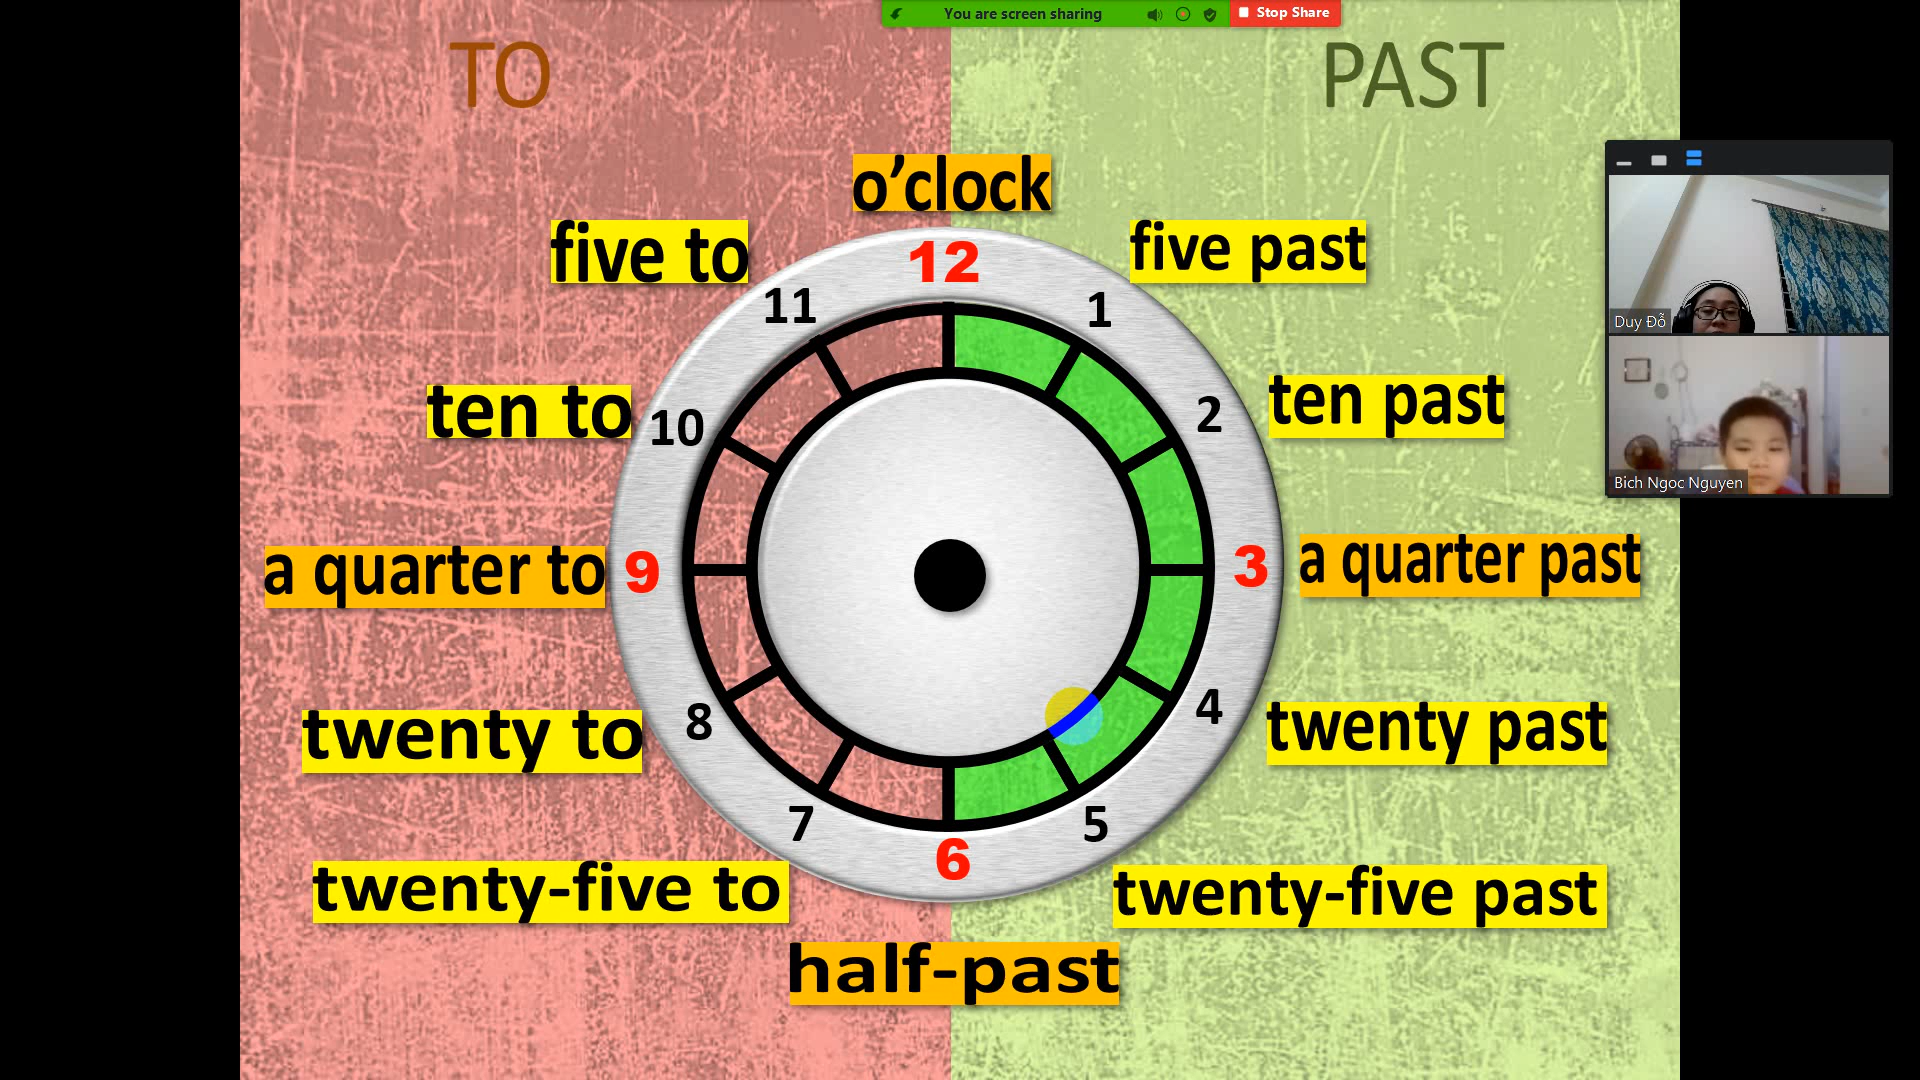 You are screen sharing
Stop Share
TO
PAST
o’clock
five to
12
five past
11
1
ten to
10
2
ten past
Duy Đỗ
Bich Ngoc Nguyen
a quarter to
9
3
a quarter past
twenty to
8
4
twenty past
7
5
6
twenty-five to
twenty-five past
half-past